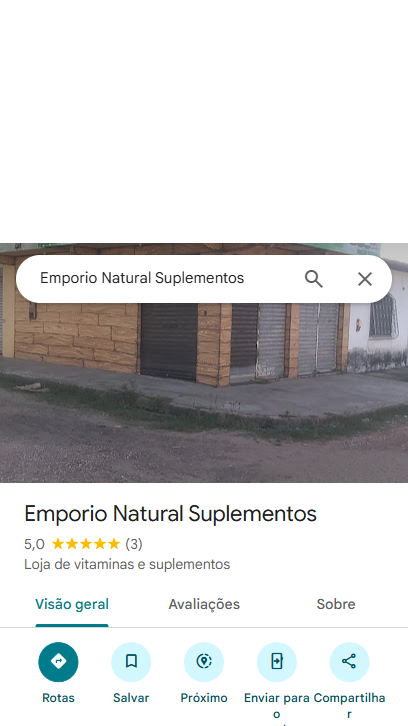 Emporio Natural Suplementos
Emporio Natural Suplementos
5,0 (3)
Loja de vitaminas e suplementos
Visão geral Avaliações Sobre
Rotas Salvar Próximo Enviar para Compartilha
o r